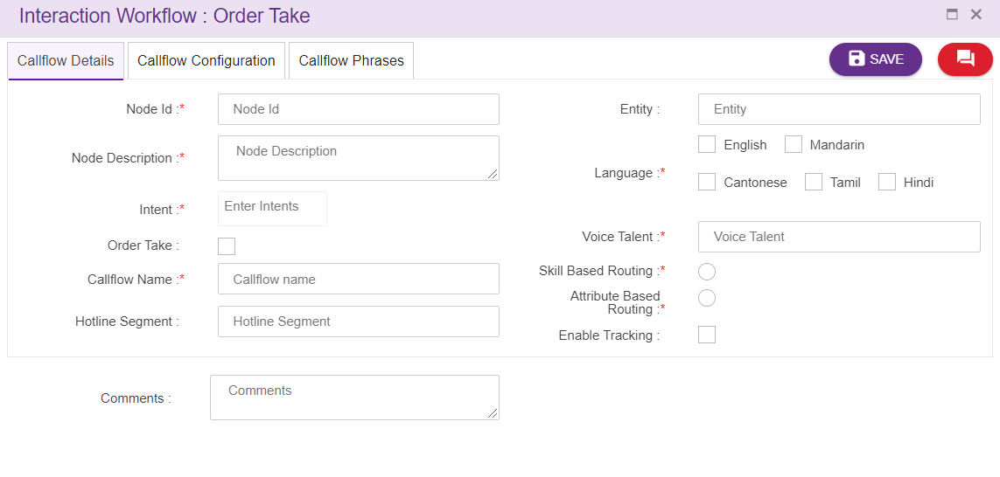 Interaction Workflow : Order Take
Callflow Details
Callflow Configuration
Callflow Phrases
SAVE
Node Id :*
Node Id
Node Description :*
Node Description
Intent :*
Enter Intents
Order Take :
Callflow Name :*
Callflow name
Hotline Segment :
Hotline Segment
Entity :
Entity
Language :*
English
Mandarin
Cantonese
Tamil
Hindi
Voice Talent :*
Voice Talent
Skill Based Routing :*
Attribute Based
Routing :*
Enable Tracking :
Comments :
Comments